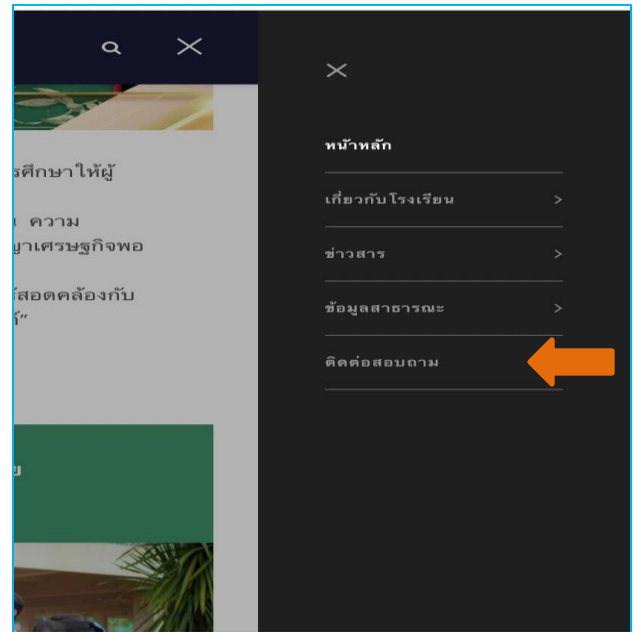 หน้าหลัก
รศึกษาให้ผู้
เกี่ยวกับโรงเรียน >
ความ
ญาเศรษฐกิจพอ
ข่าวสาร >
สอดคล้องกับ
ข้อมูลสาธารณะ >
ติดต่อสอบถาม